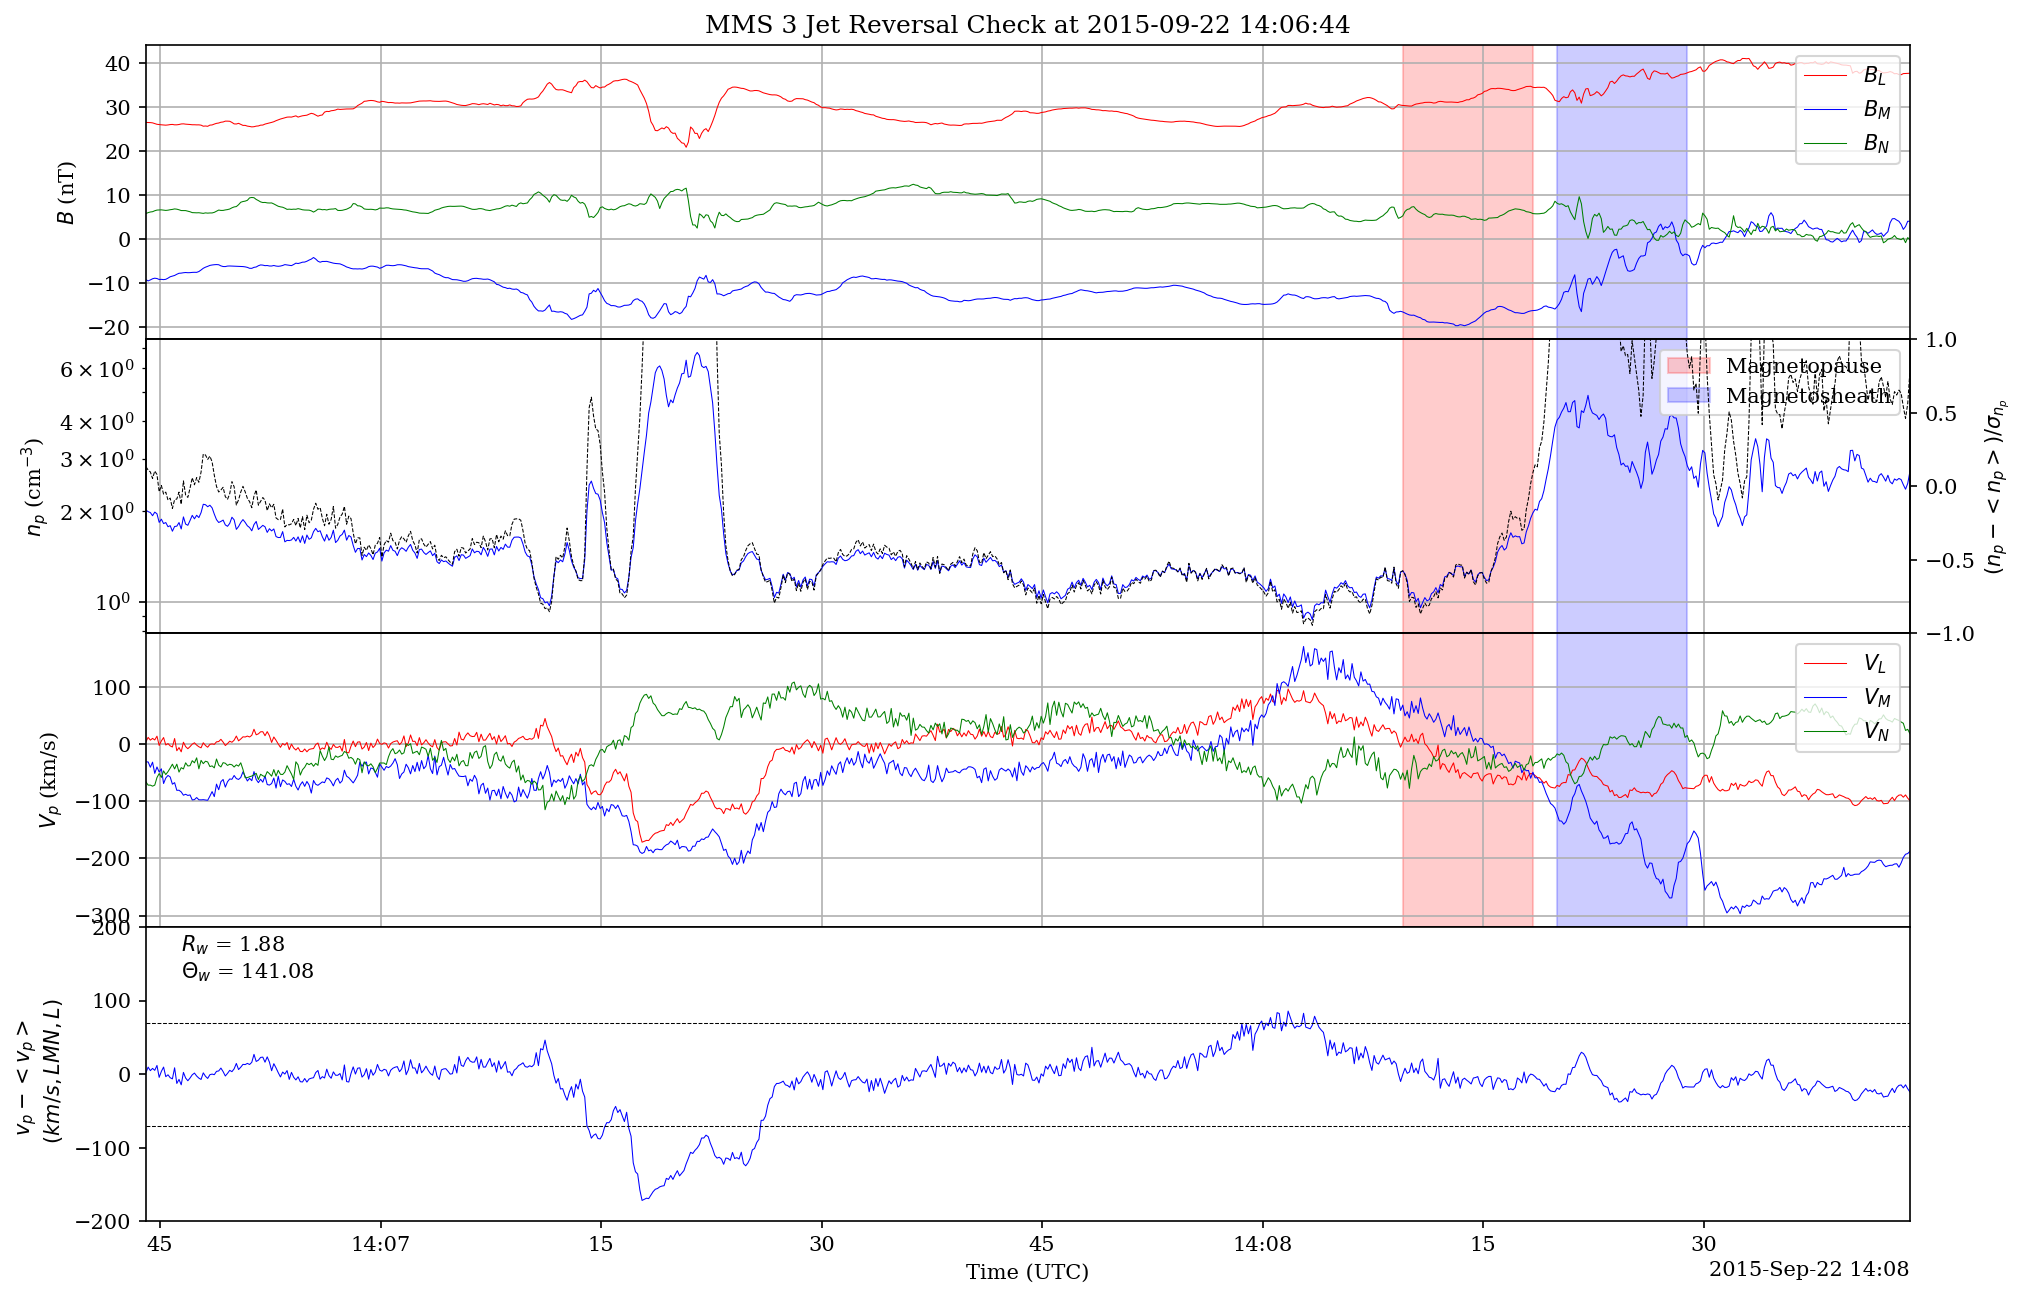 MMS 3 Jet Reversal Check at 2015-09-22 14:06:44
40
30
20
10
0
−10
−20
B (nT)
B_L
B_M
B_N
6 × 10^0
4 × 10^0
3 × 10^0
2 × 10^0
10^0
n_p (cm^−3)
Magnetopause
Magnetosheath
1.0
0.5
0.0
−0.5
−1.0
(n_p − < n_p > )/σ_{n_p}
100
0
−100
−200
−300
V_p (km/s)
V_L
V_M
V_N
200
100
0
−100
−200
v_p − < v_p >
(km/s, LMN, L)
R_w = 1.88
Θ_w = 141.08
45 14:07 15 30 45 14:08 15 30
Time (UTC)
2015-Sep-22 14:08